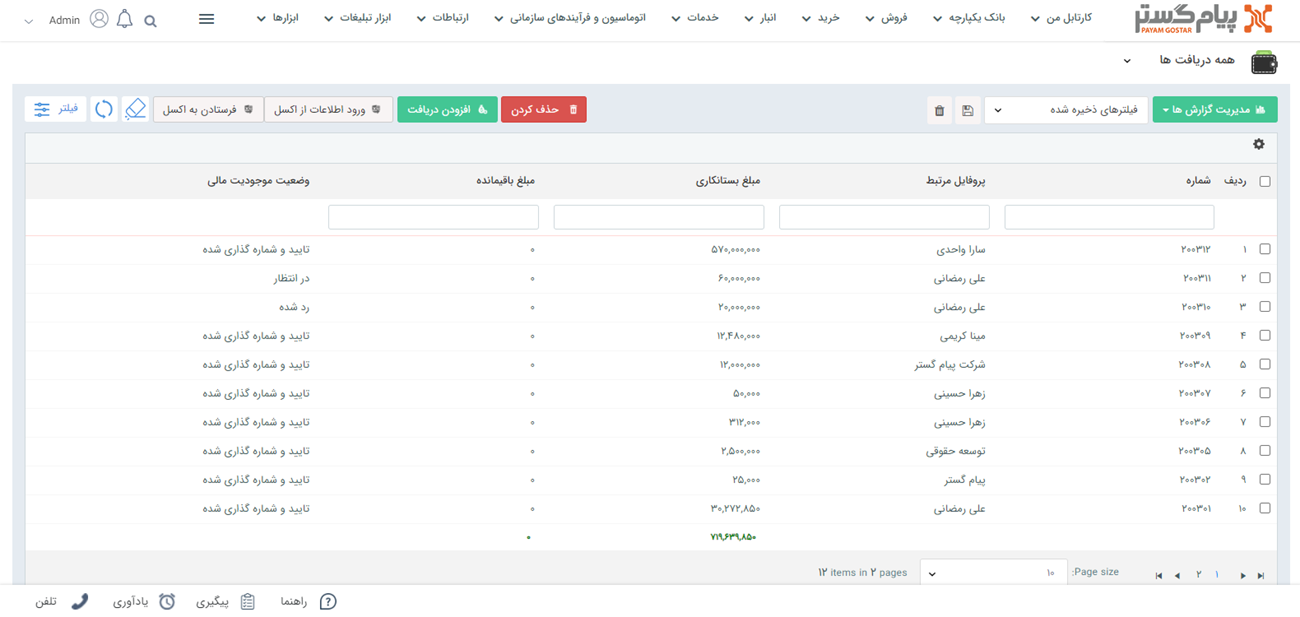 پیام گستر
PAYAM GOSTAR
کارتابل من
بانک یکپارچه
فروش
خرید
انبار
خدمات
ارتباطات
اتوماسیون و فرآیندهای سازمانی
ابزار تبلیغات
ابزارها
Admin
همه دریافت ها
مدیریت گزارش ها
فیلترهای ذخیره شده
حذف کردن
افزودن دریافت
ورود اطلاعات از اکسل
فرستادن به اکسل
فیلتر
ردیف شماره پروفایل مرتبط مبلغ بستانکاری مبلغ باقیمانده وضعیت موجودیت مالی
۱ ۲۰۰۳۱۲ سارا واحدی ۵۷۰,۰۰۰,۰۰۰ ۰ تایید و شماره گذاری شده
۲ ۲۰۰۳۱۱ علی رمضانی ۶۰,۰۰۰,۰۰۰ ۰ در انتظار
۳ ۲۰۰۳۱۰ علی رمضانی ۲۰,۰۰۰,۰۰۰ ۰ رد شده
۴ ۲۰۰۳۰۹ مینا کریمی ۱۲,۴۸۰,۰۰۰ ۰ تایید و شماره گذاری شده
۵ ۲۰۰۳۰۸ شرکت پیام گستر ۱۲,۰۰۰,۰۰۰ ۰ تایید و شماره گذاری شده
۶ ۲۰۰۳۰۷ زهرا حسینی ۵۰,۰۰۰ ۰ تایید و شماره گذاری شده
۷ ۲۰۰۳۰۶ زهرا حسینی ۳۱۲,۰۰۰ ۰ تایید و شماره گذاری شده
۸ ۲۰۰۳۰۵ توسعه حقوقی ۲,۵۰۰,۰۰۰ ۰ تایید و شماره گذاری شده
۹ ۲۰۰۳۰۲ پیام گستر ۲۵,۰۰۰ ۰ تایید و شماره گذاری شده
۱۰ ۲۰۰۳۰۱ علی رمضانی ۳۰,۲۷۲,۸۵۰ ۰ تایید و شماره گذاری شده
۷۱۹,۶۳۹,۸۵۰ ۰
۱ ۲
Page size:
۱۰
۱۲ items in ۲ pages
راهنما
پیگیری
یادآوری
تلفن